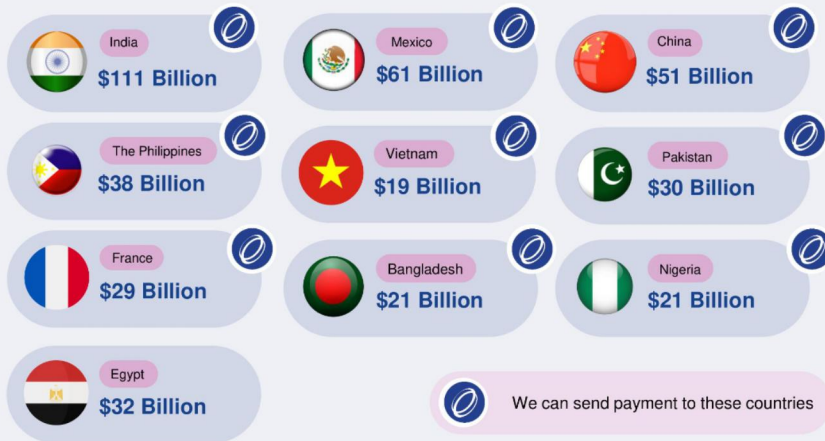 India
$111 Billion
Mexico
$61 Billion
China
$51 Billion
The Philippines
$38 Billion
Vietnam
$19 Billion
Pakistan
$30 Billion
France
$29 Billion
Bangladesh
$21 Billion
Nigeria
$21 Billion
Egypt
$32 Billion
We can send payment to these countries